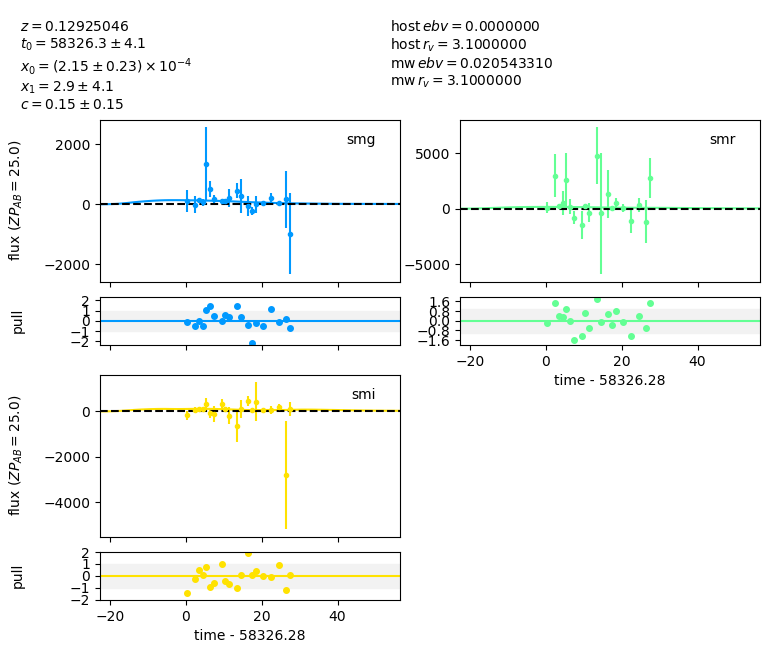 z = 0.12925046
t₀ = 58326.3 ± 4.1
x₀ = (2.15 ± 0.23) × 10⁻⁴
x₁ = 2.9 ± 4.1
c = 0.15 ± 0.15
host ebv = 0.0000000
host r_v = 3.1000000
mw ebv = 0.020543310
mw r_v = 3.1000000
smg
flux (ZP_AB = 25.0)
2000
0
−2000
smr
5000
0
−5000
pull
2
1
0
−1
−2
1.6
0.8
0.0
−0.8
−1.6
−20
0
20
40
time - 58326.28
smi
flux (ZP_AB = 25.0)
0
−2000
−4000
pull
2
1
0
−1
−2
−20
0
20
40
time - 58326.28